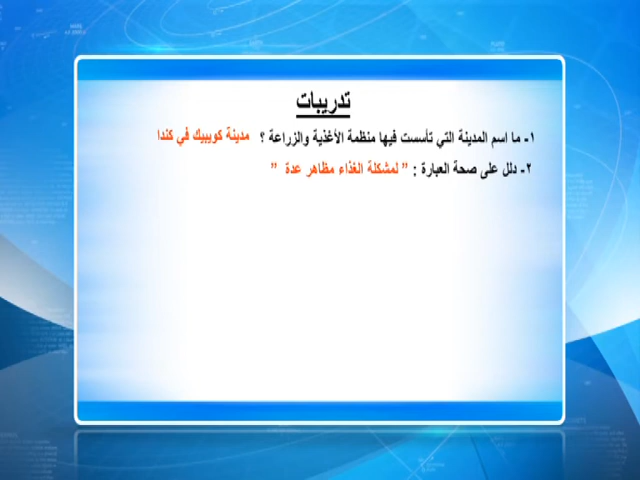 تدريبات
١- ما اسم المدينة التي تأسست فيها منظمة الأغذية والزراعة ؟ مدينة كويبيك في كندا
٢- دلل على صحة العبارة : " لمشكلة الغذاء مظاهر عدة "